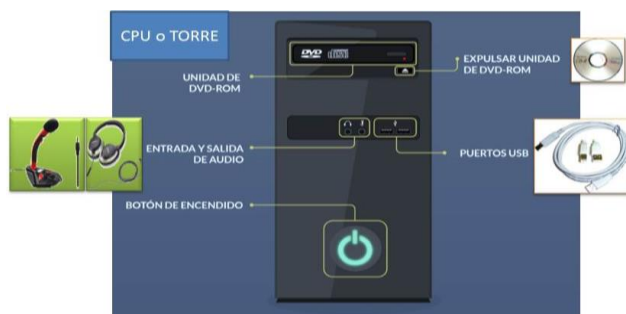 CPU o TORRE
DVD
UNIDAD DE
DVD-ROM
EXPULSAR UNIDAD
DE DVD-ROM
ENTRADA Y SALIDA
DE AUDIO
PUERTOS USB
BOTÓN DE ENCENDIDO